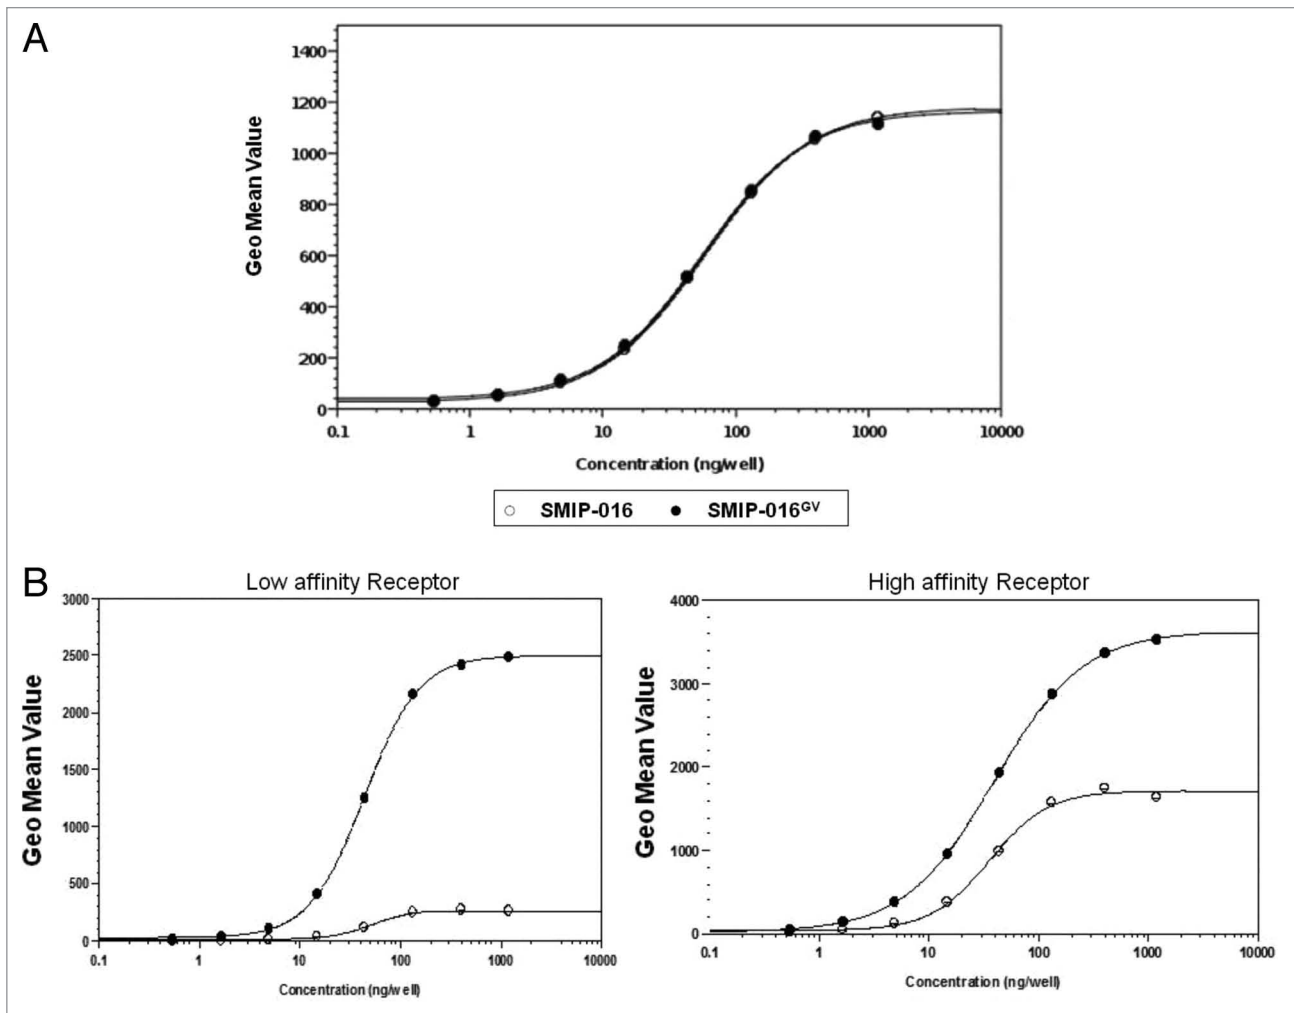 A
1400
1200
1000
800
600
400
200
0
Geo Mean Value
0.1 1 10 100 1000 10000
Concentration (ng/well)
SMIP-016 SMIP-016GV
B
Low affinity Receptor
3000
2500
2000
1500
1000
500
0
Geo Mean Value
0.1 1 10 100 1000 10000
Concentration (ng/well)
High affinity Receptor
4000
3000
2000
1000
0
Geo Mean Value
0.1 1 10 100 1000 10000
Concentration (ng/well)